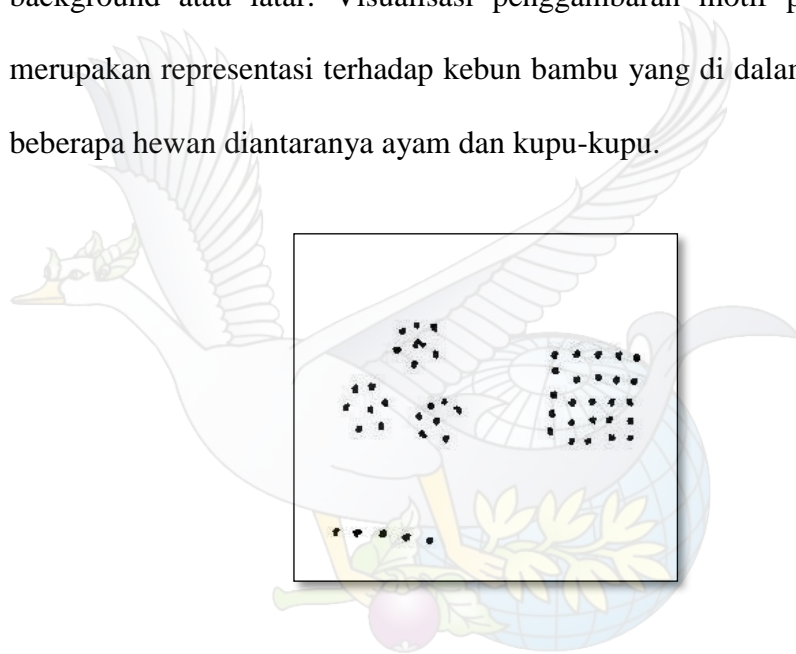 background atau latar. Visualisasi penggambaran motif
merupakan representasi terhadap kebun bambu yang di
beberapa hewan diantaranya ayam dan kupu-kupu.